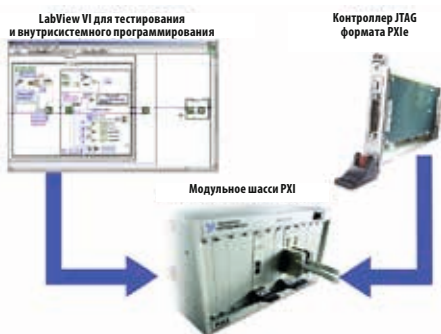 LabView VI для тестирования
и внутрисистемного программирования
Контроллер JTAG
формата PXIe
Модульное шасси PXI